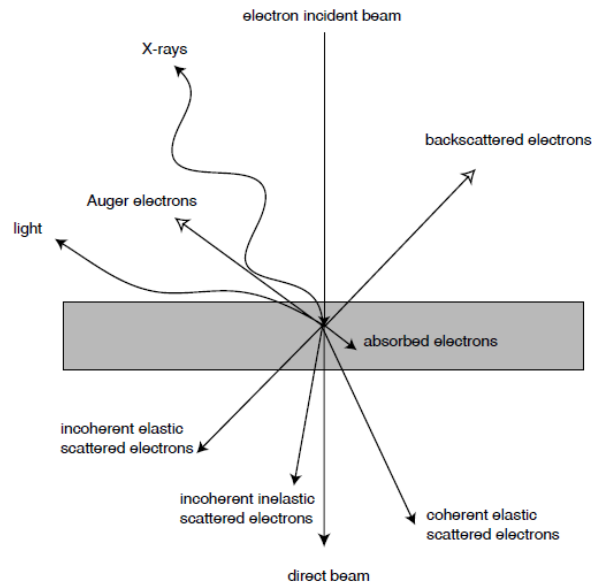 electron incident beam
X-rays
backscattered electrons
Auger electrons
light
absorbed electrons
incoherent elastic
scattered electrons
incoherent inelastic
scattered electrons
coherent elastic
scattered electrons
direct beam